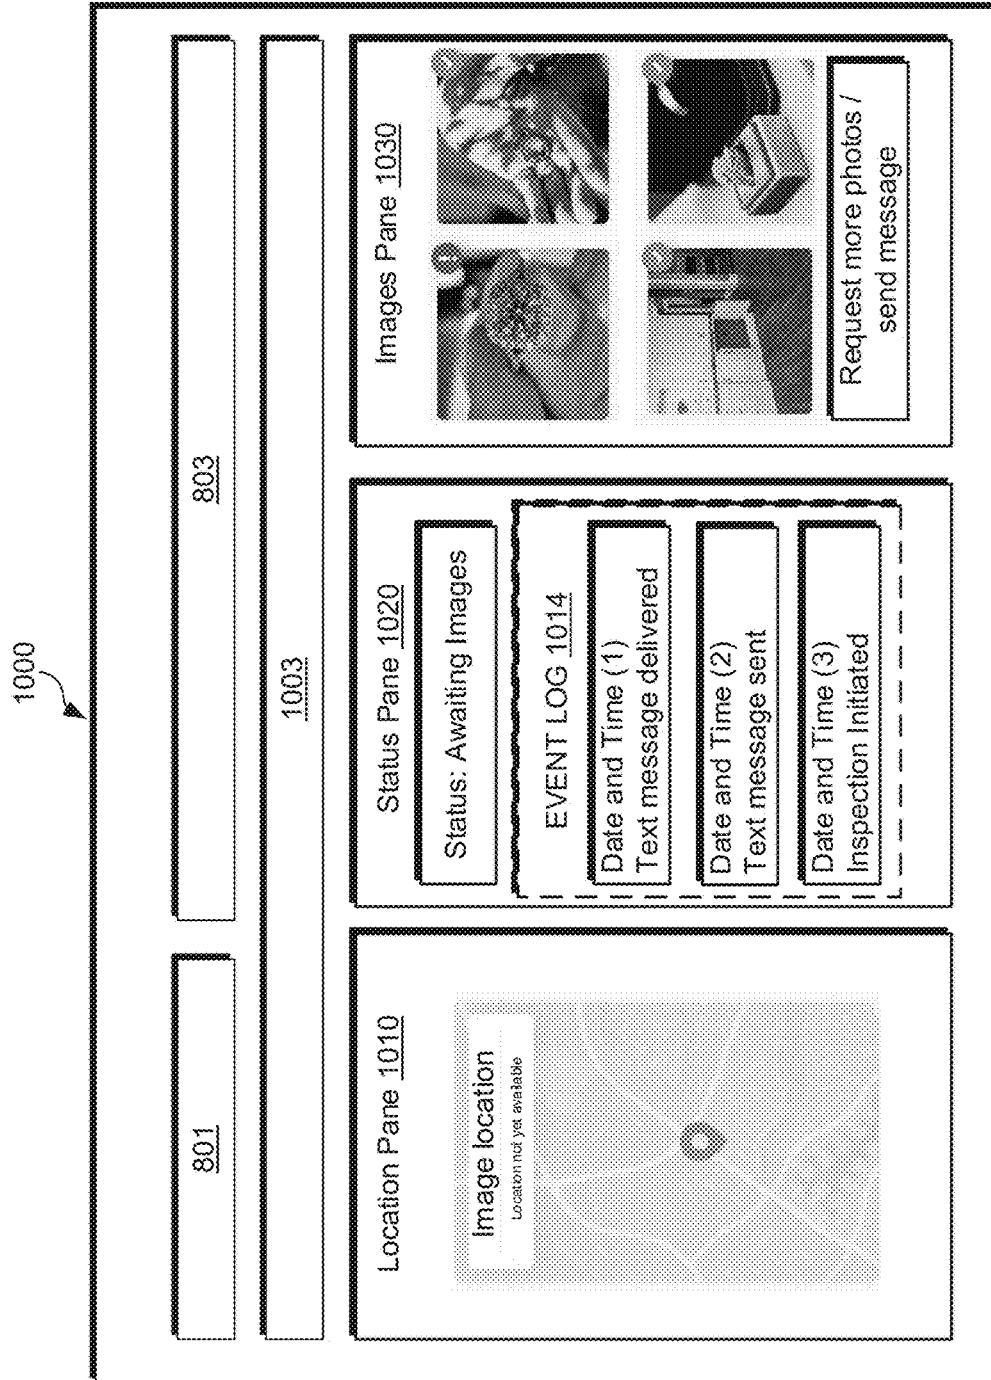 1000
801
803
1003
Location Pane 1010
Image location
Location not yet available
Status Pane 1020
Status: Awaiting Images
EVENT LOG 1014
Date and Time (1)
Text message delivered
Date and Time (2)
Text message sent
Date and Time (3)
Inspection Initiated
Images Pane 1030
Request more photos /
send message